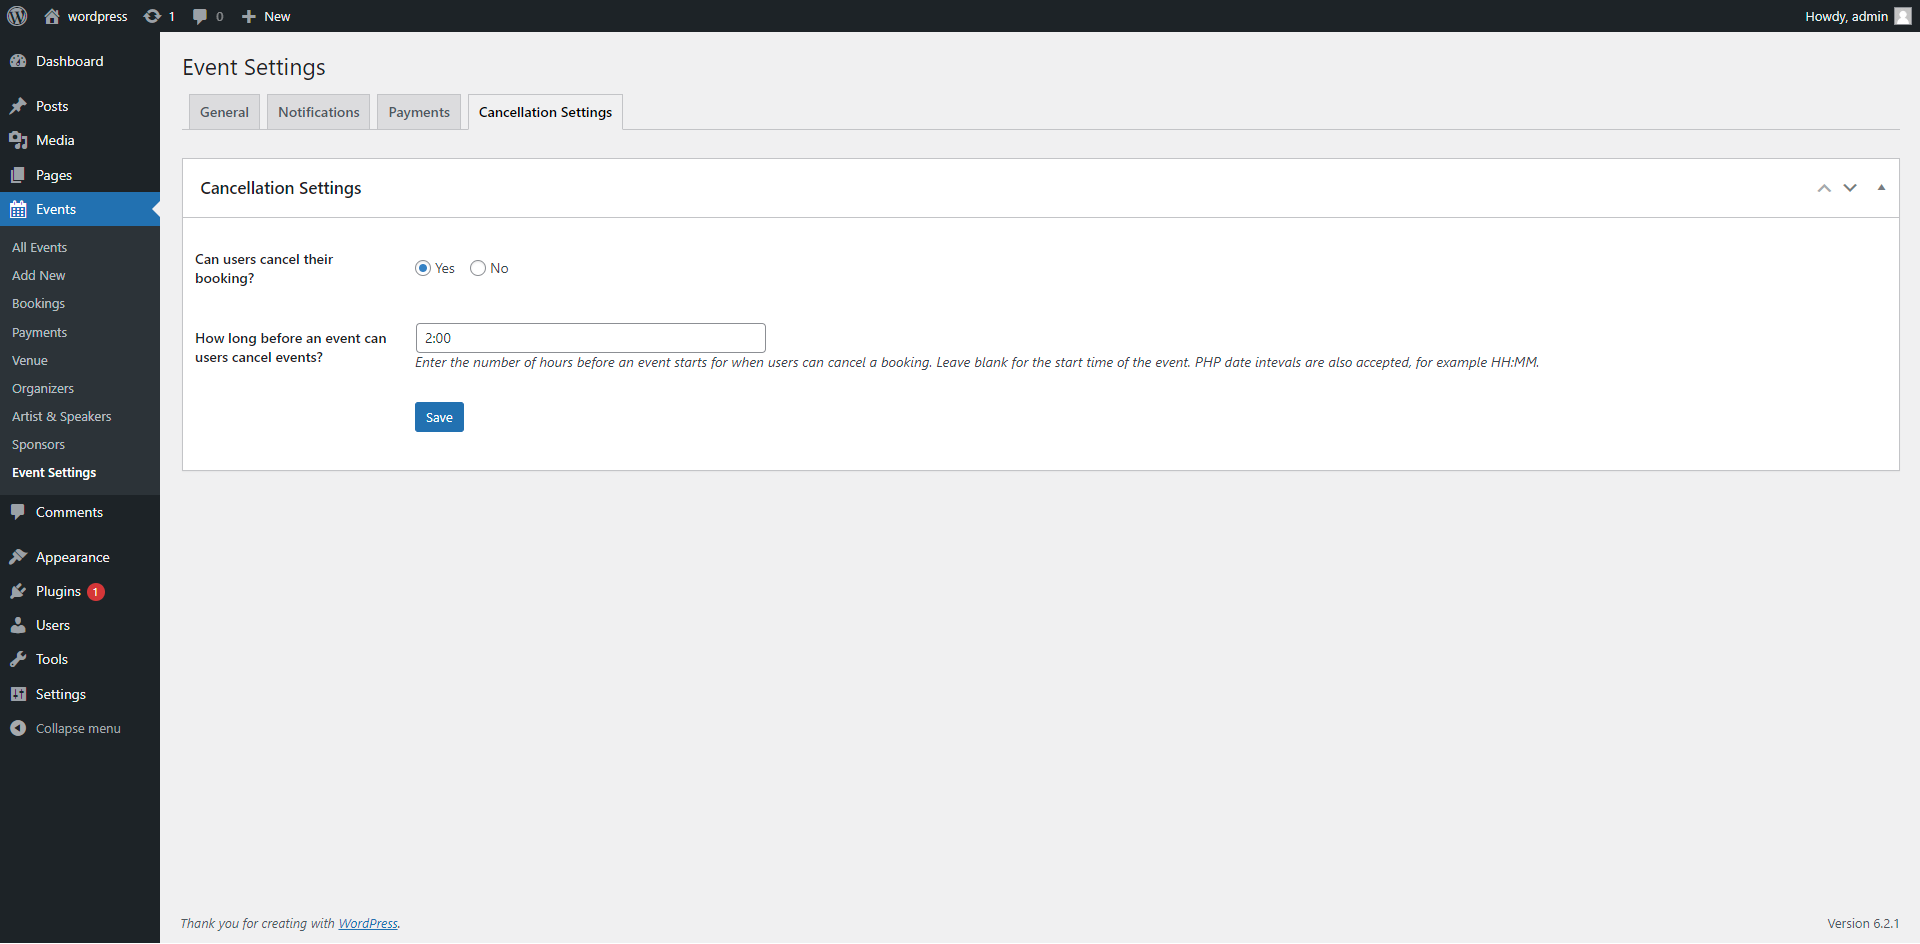 wordpress 1 0 New Howdy, admin
Dashboard
Posts
Media
Pages
Events
All Events
Add New
Bookings
Payments
Venue
Organizers
Artist & Speakers
Sponsors
Event Settings
Comments
Appearance
Plugins 1
Users
Tools
Settings
Collapse menu
Event Settings
General Notifications Payments Cancellation Settings
Cancellation Settings
Can users cancel their
booking?
Yes No
How long before an event can
users cancel events?
2:00
Enter the number of hours before an event starts for when users can cancel a booking. Leave blank for the start time of the event. PHP date intevals are also accepted, for example HH:MM.
Save
Thank you for creating with WordPress. Version 6.2.1